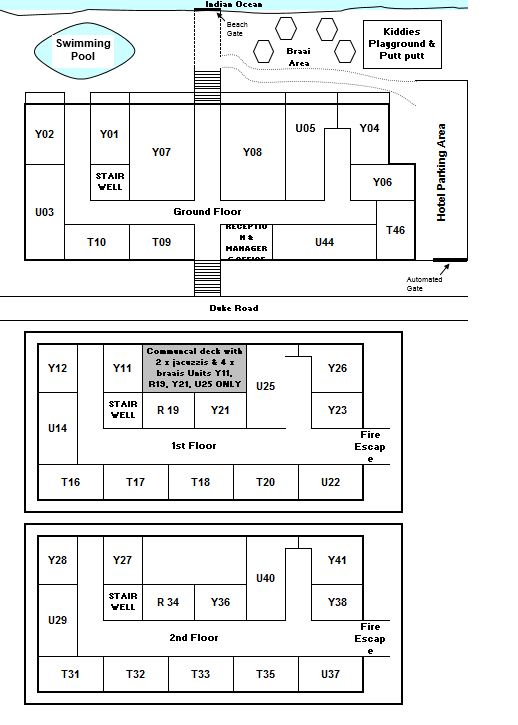 Indian Ocean
Beach
Gate
Swimming
Pool
Braai
Area
Kiddies
Playground &
Putt putt
Y02
Y01
Y07
Y08
U05
Y04
STAIR
WELL
Y06
Hotel Parking Area
U03
Ground Floor
T10
T09
RECEPTIO
N &
MANAGER
S OFFICE
U44
T46
Automated
Gate
Duke Road
Y12
Y11
Communcal deck with
2 x jacuzzis & 4 x
braais Units Y11,
R19, Y21, U25 ONLY
U25
Y26
U14
STAIR
WELL
R 19
Y21
Y23
1st Floor
Fire
Escap
e
T16
T17
T18
T20
U22
Y28
Y27
U40
Y41
U29
STAIR
WELL
R 34
Y36
Y38
2nd Floor
Fire
Escap
e
T31
T32
T33
T35
U37